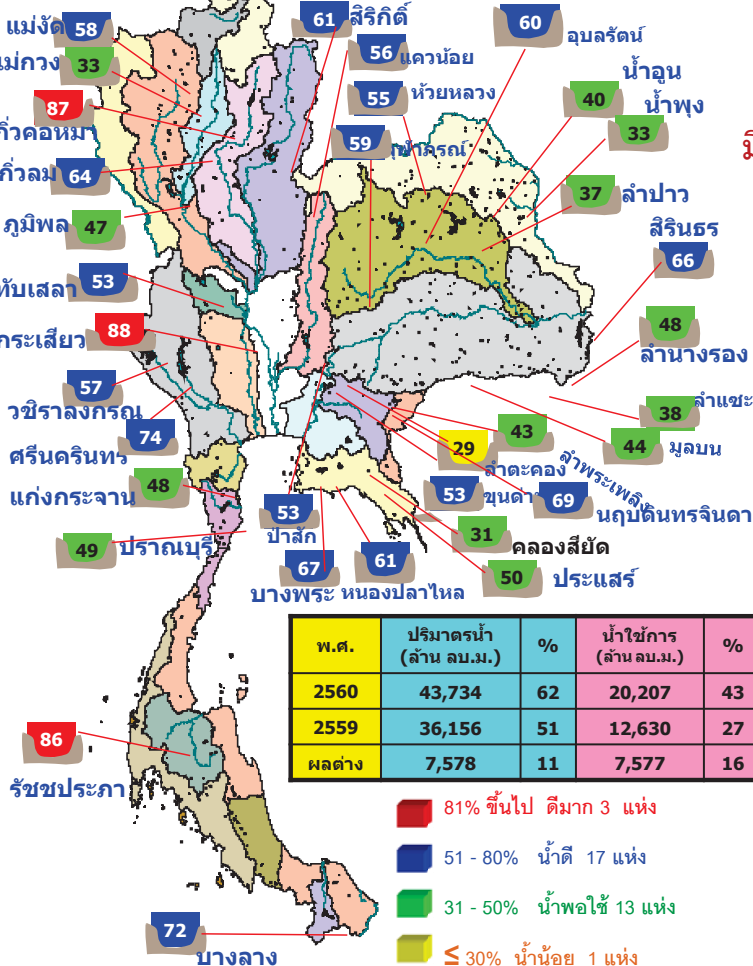 แม่งัด 58
33
87
64
ภูมิพล 47
ทับเสลา 53
กระเสียว 88
57
วชิราลงกรณ
74
ศรีนครินทร์
แก่งกระจาน 48
49 ปราณบุรี
61 สิริกิติ์
56 แควน้อย
55 ห้วยหลวง
59
60 อุบลรัตน์
น้ำอูน
40 น้ำพุง
33
37 ลำปาว
สิรินธร
66
48
ลำนางรอง
38 ลำแซะ
44 มูลบน
43
29
ลำตะคอง
ลำพระเพลิง
53 ขุนด่าน
69 นฤบดินทรจินดา
31 คลองสียัด
50 ประแสร์
53
ป่าสัก
67 61
บางพระ หนองปลาไหล
86
รัชชประภา
72
บางลาง
พ.ศ. ปริมาตรน้ำ (ล้าน ลบ.ม.) % น้ำใช้การ (ล้าน ลบ.ม.) %
2560 43,734 62 20,207 43
2559 36,156 51 12,630 27
ผลต่าง 7,578 11 7,577 16
81% ขึ้นไป ดีมาก 3 แห่ง
51 - 80% น้ำดี 17 แห่ง
31 - 50% น้ำพอใช้ 13 แห่ง
≤ 30% น้ำน้อย 1 แห่ง